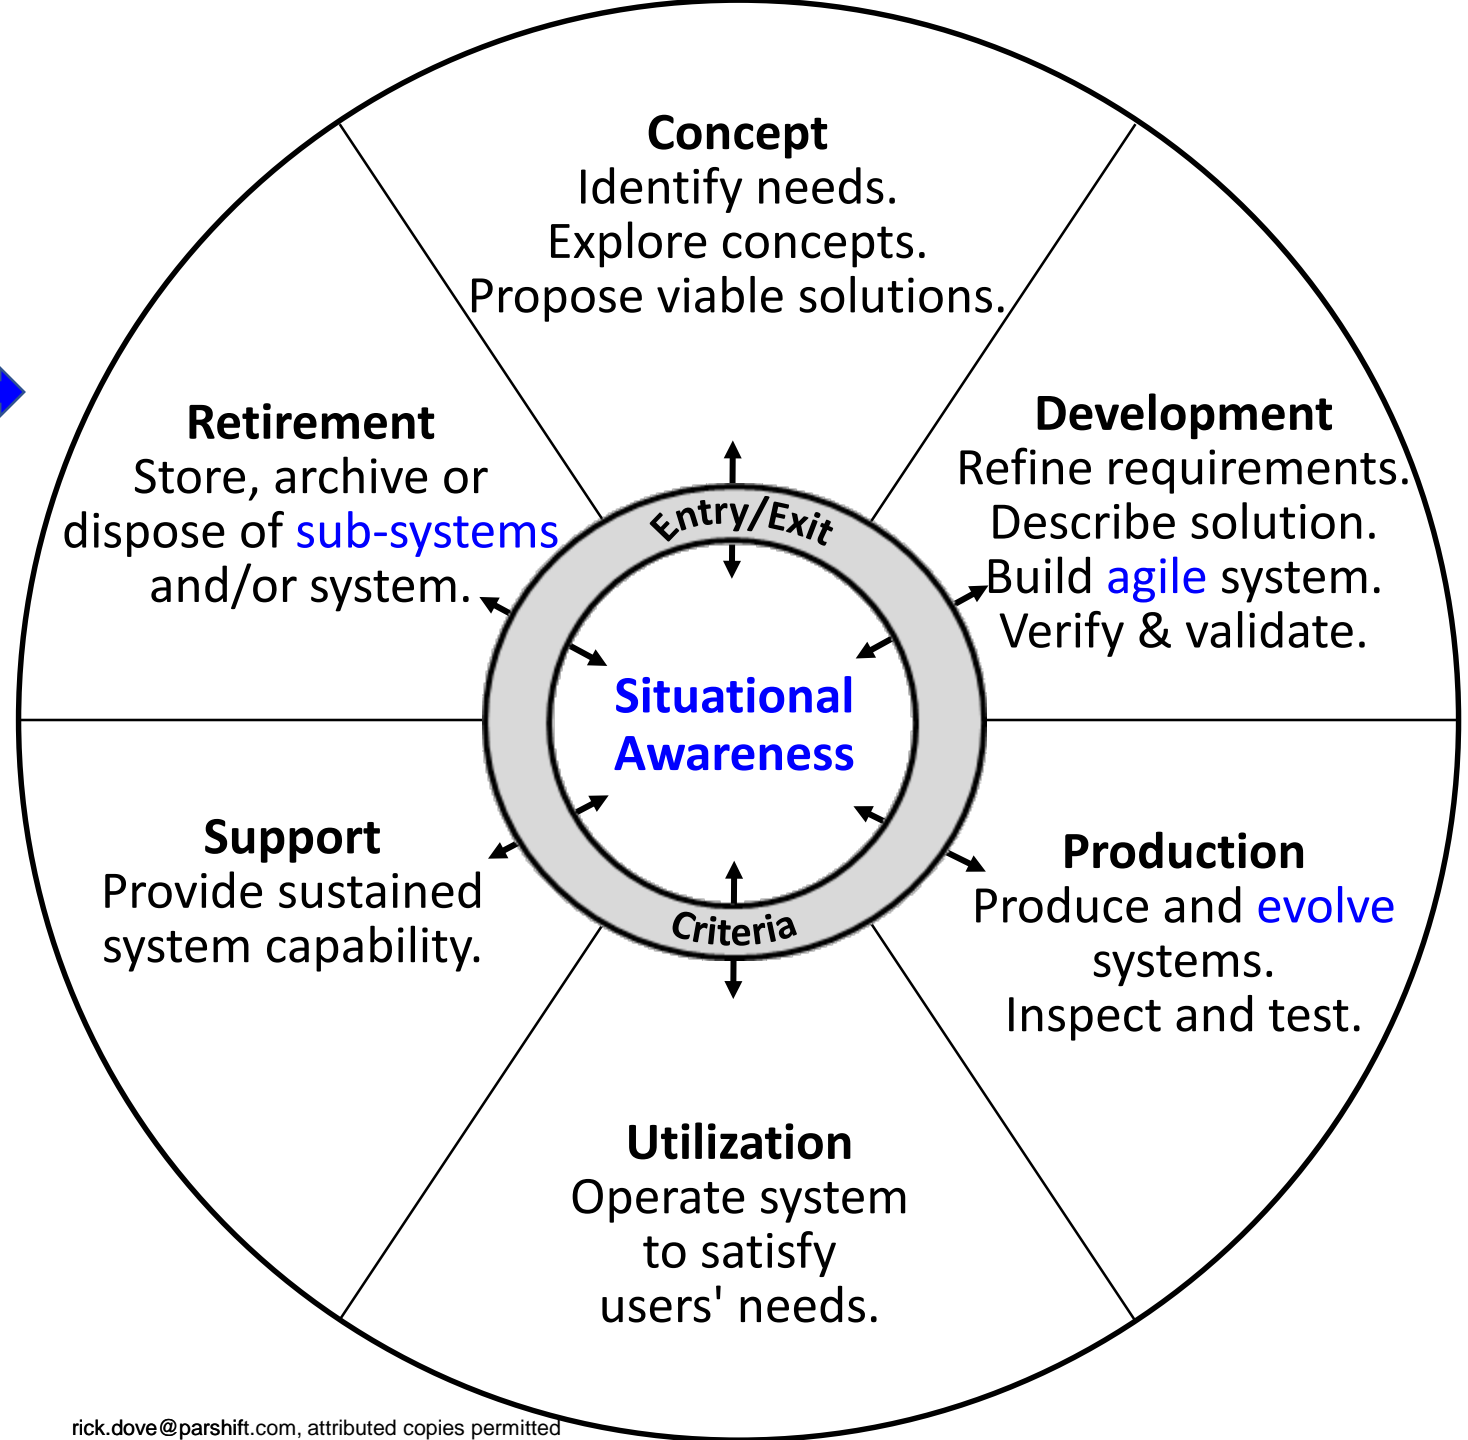 Concept
Identify needs.
Explore concepts.
Propose viable solutions.
Development
Refine requirements.
Describe solution.
Build agile system.
Verify & validate.
Production
Produce and evolve
systems.
Inspect and test.
Utilization
Operate system
to satisfy
users' needs.
Support
Provide sustained
system capability.
Retirement
Store, archive or
dispose of sub-systems
and/or system.
Entry/Exit
Criteria
Situational
Awareness
rick.dove@parshift.com, attributed copies permitted